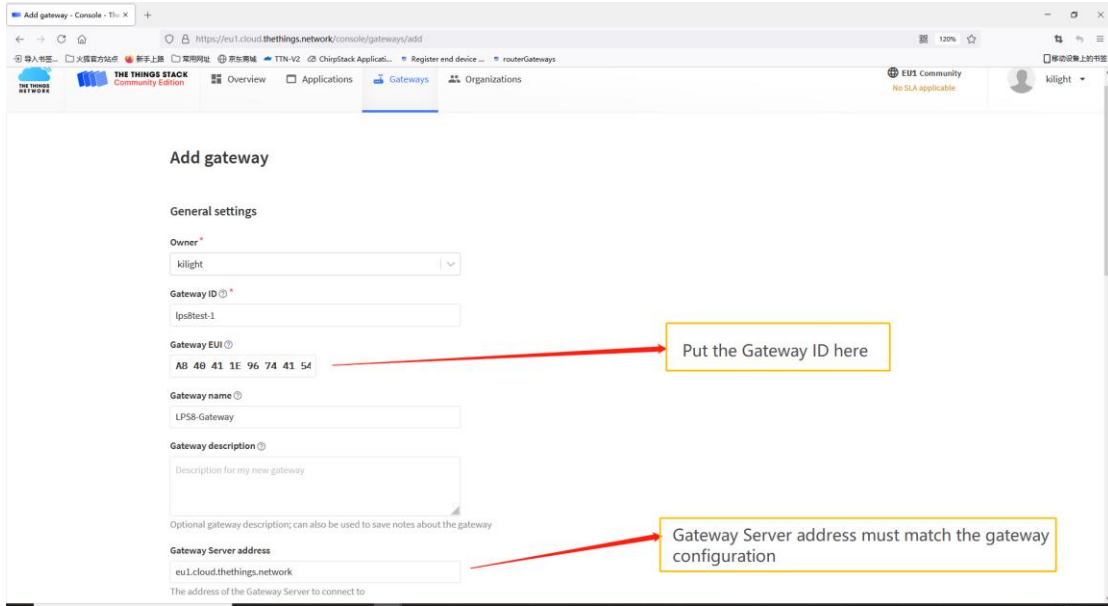 Add gateway - Console - The
https://eu1.cloud.thethings.network/console/gateways/add
120%
导入书签... 火狐官方站点 新手上路 常用网址 京东商城 TTN-V2 ChirpStack Applicati... Register end device ... routerGateways
移动设备上的书签
THE THINGS NETWORK
THE THINGS STACK
Community Edition
Overview Applications Gateways Organizations
EU1 Community
No SLA applicable
kilight
Add gateway
General settings
Owner*
kilight
Gateway ID *
lps8test-1
Gateway EUI
A8 40 41 1E 96 74 41 54
Put the Gateway ID here
Gateway name
LPS8-Gateway
Gateway description
Description for my new gateway
Optional gateway description; can also be used to save notes about the gateway
Gateway Server address must match the gateway
configuration
Gateway Server address
eu1.cloud.thethings.network
The address of the Gateway Server to connect to